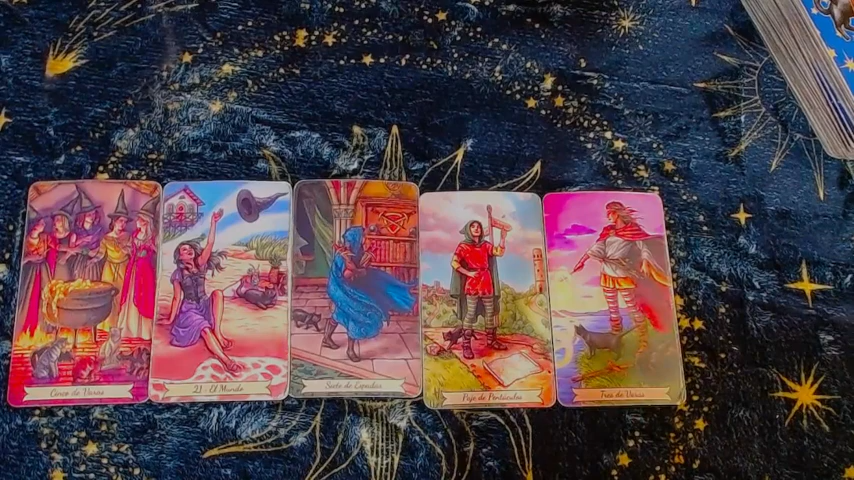 Cinco de Varas
21 - El Mundo
Siete de Espadas
Paje de Pentáculos
Tres de Varas